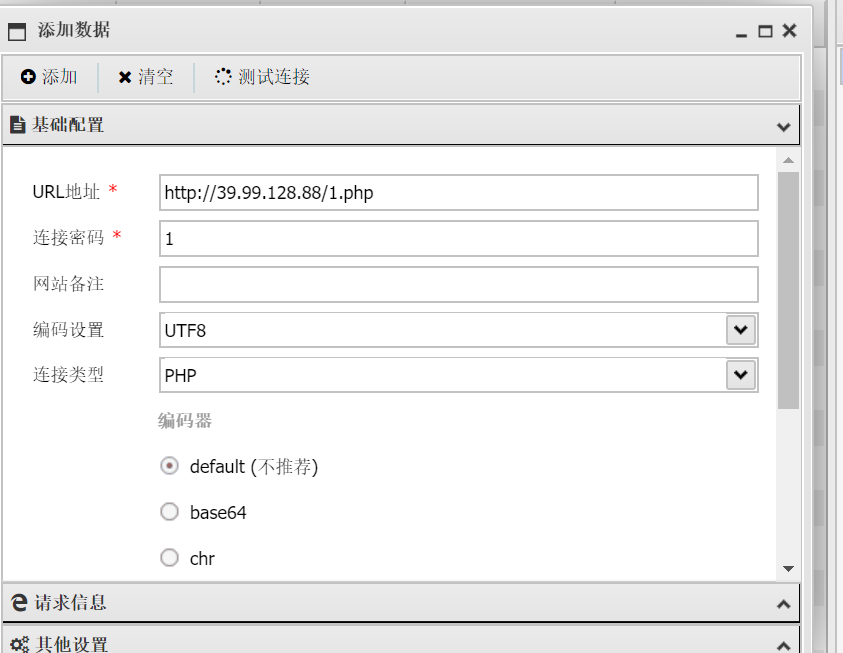 添加数据
添加 清空 测试连接
基础配置
URL地址 * http://39.99.128.88/1.php
连接密码 * 1
网站备注
编码设置 UTF8
连接类型 PHP
编码器
default (不推荐)
base64
chr
请求信息
其他设置